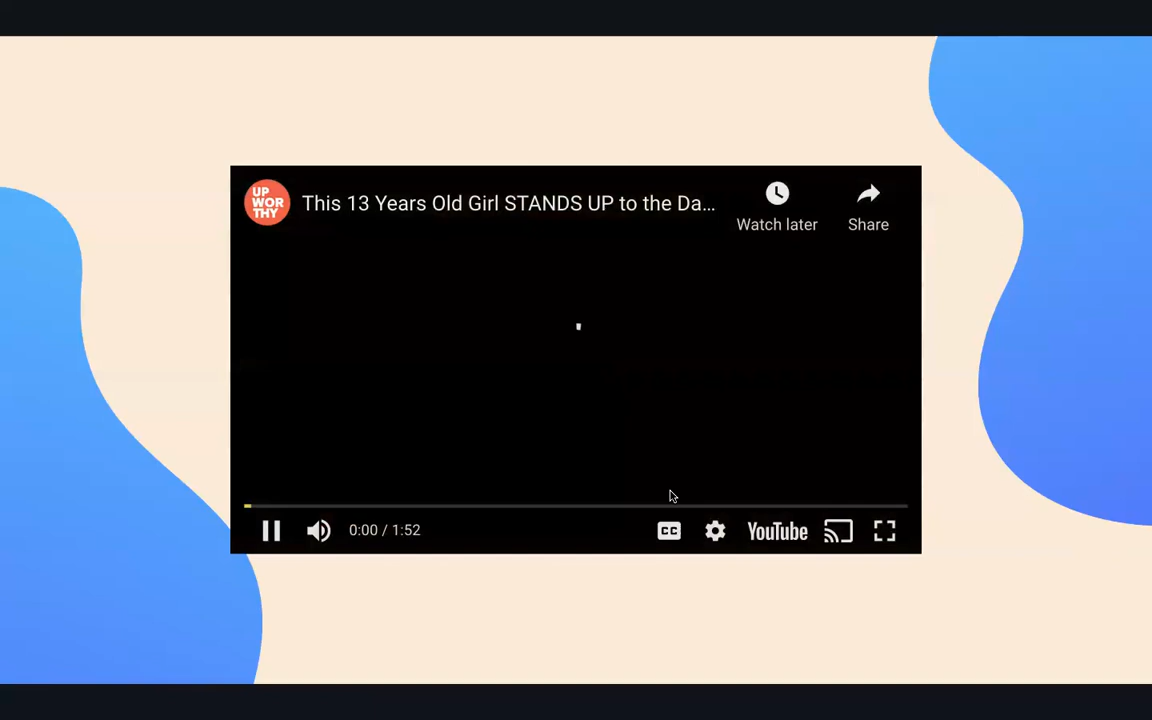 UP
WOR
THY
This 13 Years Old Girl STANDS UP to the Da...
Watch later
Share
0:00 / 1:52
CC
YouTube